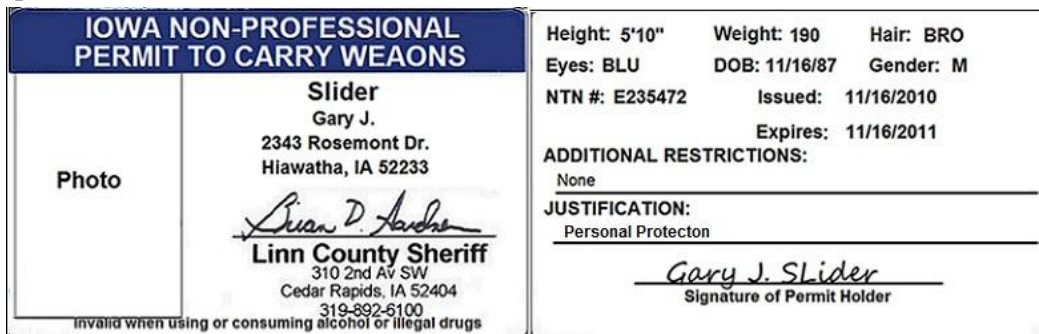 IOWA NON-PROFESSIONAL
PERMIT TO CARRY WEAONS
Photo
Slider
Gary J.
2343 Rosemont Dr.
Hiawatha, IA 52233
Brian D.
Linn County Sheriff
310 2nd Av SW
Cedar Rapids, IA 52404
319-892-6100
Invalid when using or consuming alcohol or illegal drugs
Height: 5'10" Weight: 190 Hair: BRO
Eyes: BLU DOB: 11/16/87 Gender: M
NTN #: E235472 Issued: 11/16/2010
Expires: 11/16/2011
ADDITIONAL RESTRICTIONS:
None
JUSTIFICATION:
Personal Protecton
Gary J. SLider
Signature of Permit Holder